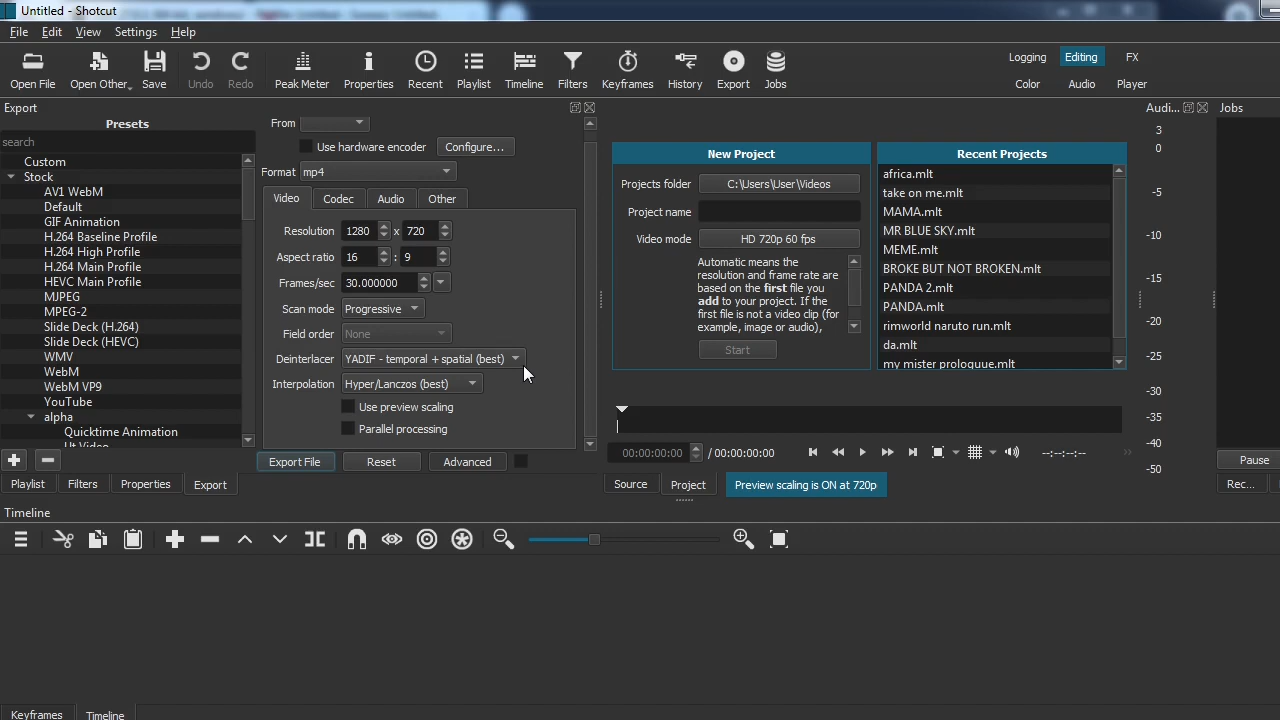 Untitled - Shotcut
File Edit View Settings Help
Open File Open Other Save Undo Redo Peak Meter Properties Recent Playlist Timeline Filters Keyframes History Export Jobs
Logging Editing FX
Color Audio Player
Export
Presets
search
Custom
Stock
AV1 WebM
Default
GIF Animation
H.264 Baseline Profile
H.264 High Profile
H.264 Main Profile
HEVC Main Profile
MJPEG
MPEG-2
Slide Deck (H.264)
Slide Deck (HEVC)
WMV
WebM
WebM VP9
YouTube
alpha
Quicktime Animation
Ut Video
From
Use hardware encoder Configure...
Format mp4
Video Codec Audio Other
Resolution 1280 x 720
Aspect ratio 16 : 9
Frames/sec 30.000000
Scan mode Progressive
Field order None
Deinterlacer YADIF - temporal + spatial (best)
Interpolation Hyper/Lanczos (best)
Use preview scaling
Parallel processing
Export File Reset Advanced
Playlist Filters Properties Export
New Project
Projects folder C:\Users\User\Videos
Project name
Video mode HD 720p 60 fps
Automatic means the
resolution and frame rate are
based on the first file you
add to your project. If the
first file is not a video clip (for
example, image or audio),
Start
Recent Projects
africa.mlt
take on me.mlt
MAMA.mlt
MR BLUE SKY.mlt
MEME.mlt
BROKE BUT NOT BROKEN.mlt
PANDA 2.mlt
PANDA.mlt
rimworld naruto run.mlt
da.mlt
my mister prologuue.mlt
00:00:00:00 / 00:00:00:00 --:--:--:--
Source Project Preview scaling is ON at 720p
Audi...
3
0
-5
-10
-15
-20
-25
-30
-35
-40
-50
Jobs
Pause
Rec...
Timeline
Keyframes Timeline